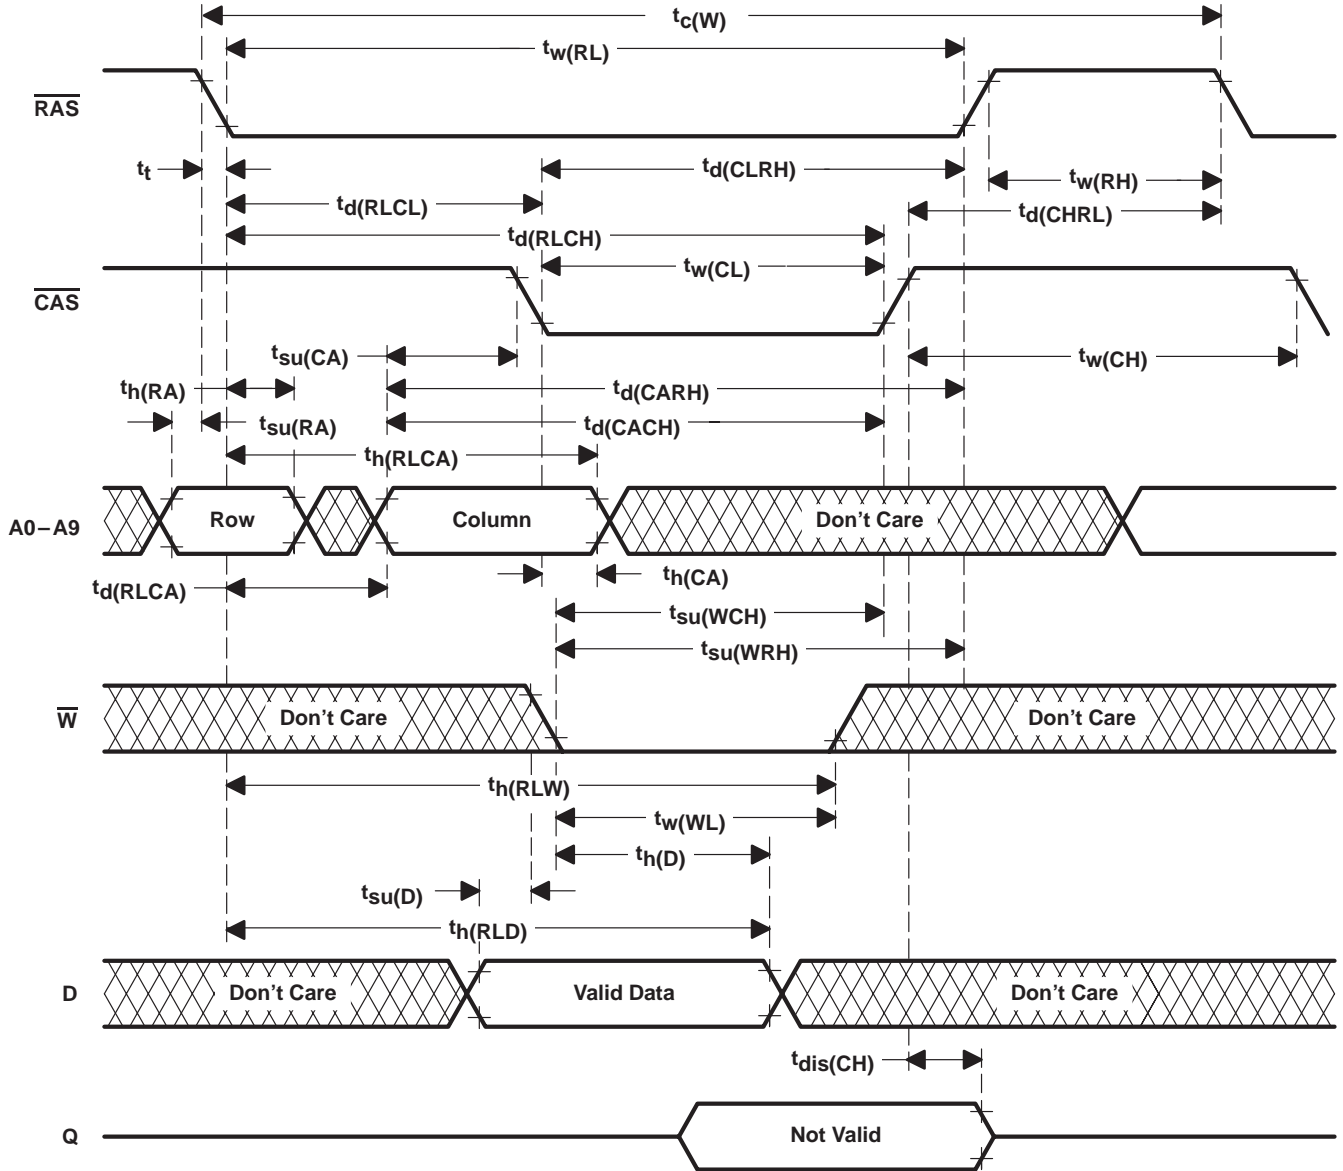 tc(W)
tw(RL)
RAS
tt
td(CLRH)
tw(RH)
td(RLCL)
td(CHRL)
td(RLCH)
tw(CL)
CAS
tsu(CA)
tw(CH)
th(RA)
td(CARH)
tsu(RA)
td(CACH)
th(RLCA)
A0–A9
Row
Column
Don't Care
th(CA)
td(RLCA)
tsu(WCH)
tsu(WRH)
W
Don't Care
Don't Care
th(RLW)
tw(WL)
th(D)
tsu(D)
th(RLD)
D
Don't Care
Valid Data
Don't Care
tdis(CH)
Q
Not Valid